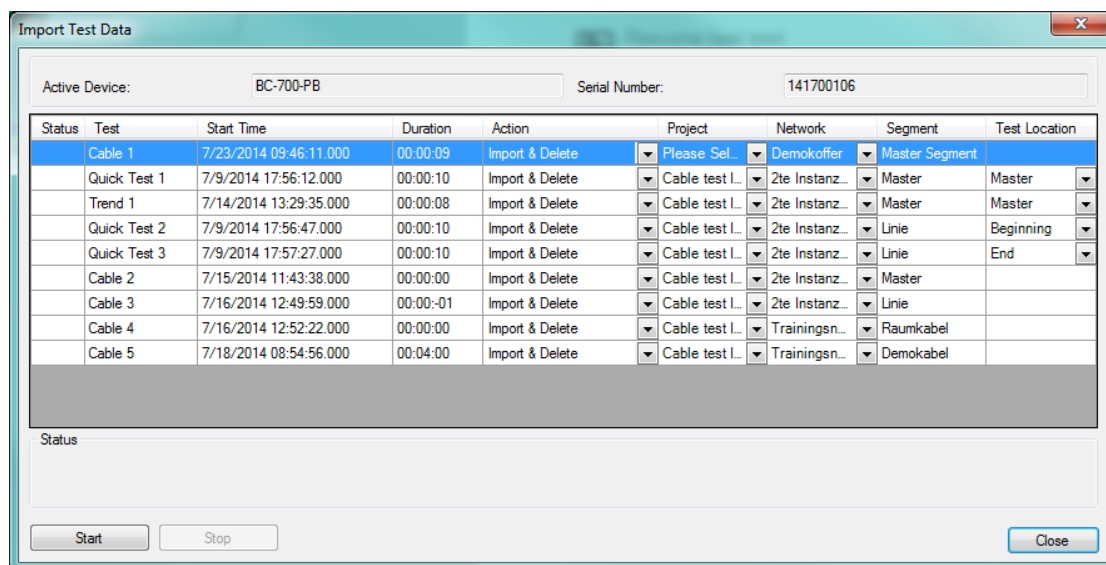 Import Test Data
Active Device: BC-700-PB Serial Number: 141700106
Status Test Start Time Duration Action Project Network Segment Test Location
Cable 1 7/23/2014 09:46:11.000 00:00:09 Import & Delete Please Sel... Demokoffer Master Segment
Quick Test 1 7/9/2014 17:56:12.000 00:00:10 Import & Delete Cable test I... 2te Instanz... Master Master
Trend 1 7/14/2014 13:29:35.000 00:00:08 Import & Delete Cable test I... 2te Instanz... Master Master
Quick Test 2 7/9/2014 17:56:47.000 00:00:10 Import & Delete Cable test I... 2te Instanz... Linie Beginning
Quick Test 3 7/9/2014 17:57:27.000 00:00:10 Import & Delete Cable test I... 2te Instanz... Linie End
Cable 2 7/15/2014 11:43:38.000 00:00:00 Import & Delete Cable test I... 2te Instanz... Master
Cable 3 7/16/2014 12:49:59.000 00:00:-01 Import & Delete Cable test I... 2te Instanz... Linie
Cable 4 7/16/2014 12:52:22.000 00:00:00 Import & Delete Cable test I... Trainingsn... Raumkabel
Cable 5 7/18/2014 08:54:56.000 00:04:00 Import & Delete Cable test I... Trainingsn... Demokabel
Status
Start Stop Close